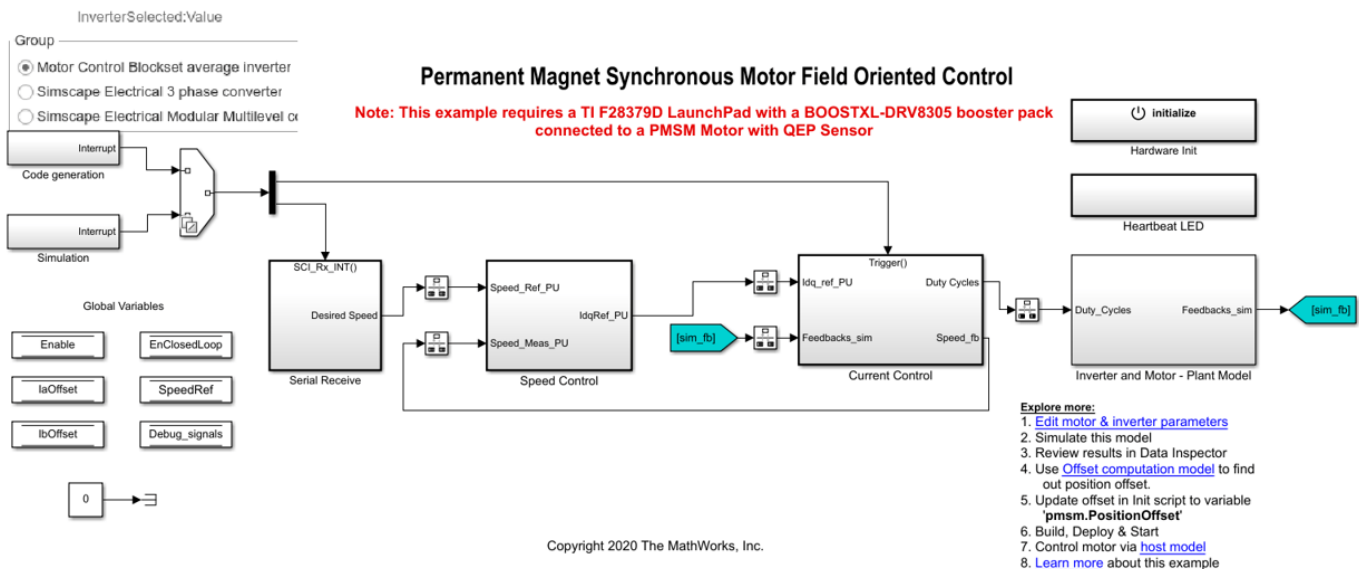 InverterSelected:Value
Group
Motor Control Blockset average inverter
Simscape Electrical 3 phase converter
Simscape Electrical Modular Multilevel
Permanent Magnet Synchronous Motor Field Oriented Control
Note: This example requires a TI F28379D LaunchPad with a BOOSTXL-DRV8305 booster pack
connected to a PMSM Motor with QEP Sensor
initialize
Hardware Init
Heartbeat LED
Interrupt
Code generation
Interrupt
Simulation
SCI_Rx_INT()
Desired Speed
Serial Receive
Speed_Ref_PU
IdqRef_PU
Speed_Meas_PU
Speed Control
[sim_fb]
Trigger()
Idq_ref_PU
Duty Cycles
Feedbacks_sim
Speed_fb
Current Control
Duty_Cycles
Feedbacks_sim
Inverter and Motor - Plant Model
[sim_fb]
Global Variables
Enable
EnClosedLoop
IaOffset
SpeedRef
IbOffset
Debug_signals
0
Explore more:
1. Edit motor & inverter parameters
2. Simulate this model
3. Review results in Data Inspector
4. Use Offset computation model to find
out position offset.
5. Update offset in Init script to variable
'pmsm.PositionOffset'
6. Build, Deploy & Start
7. Control motor via host model
8. Learn more about this example
Copyright 2020 The MathWorks, Inc.